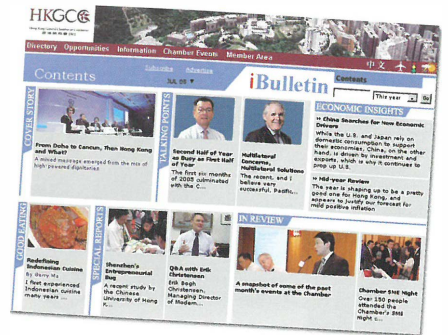 HKGCC
Directory Opportunities Information Chamber Events Member Area
中文
Contents
Subscribe Advertise
JUL 03
iBulletin
Contents
This year
Go
COVER STORY
From Doha to Cancun, Then Hong Kong
and What?
A mixed message emerged from the mix of
high-powered dignitaries
TALKING POINTS
Second Half of Year
as Busy as First Half
of Year
The first six months
of 2003 culminated
with the C...
Multilateral
Concerns,
Multilateral Solutions
The recent, and I
believe very
successful, Pacific...
ECONOMIC INSIGHTS
» China Searches for New Economic
Drivers
While the U.S. and Japan rely on
domestic consumption to support
their economies, China, on the other
hand, is driven by investment and
exports, which is why it continues to
prop up U.S.
» Mid-year Review
The year is shaping up to be a pretty
good one for Hong Kong, and
appears to justify our forecast for
mild positive inflation
GOOD EATING
Redefining
Indonesian Cuisine
By Gerry Ma
I first experienced
Indonesian cuisine
many years ...
SPECIAL REPORTS
Shenzhen's
Entrepreneurial
Bug
A recent study by
the Chinese
University of Hong
K...
Q&A with Erik
Christensen
Erik Bogh
Christensen,
Managing Director
of Modern...
IN REVIEW
A snapshot of some of the past
month's events at the Chamber
Chamber SME Night
Over 150 people
attended the
Chamber's SME
Night c...